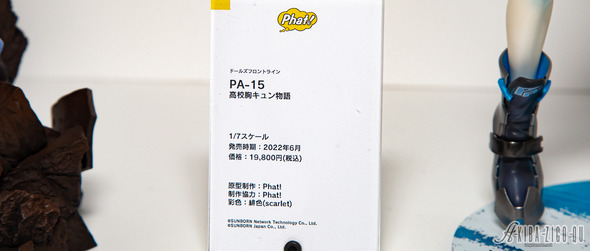 Phat!
ドールズフロントライン
PA-15
高校胸キュン物語
1/7スケール
発売時期：2022年6月
価格：19,800円(税込)
原型制作：Phat!
制作協力：Phat!
彩色：緋色(scarlet)
©SUNBORN Network Technology Co., Ltd.
©SUNBORN Japan Co., Ltd.
AKIBA-ZIGO-KU